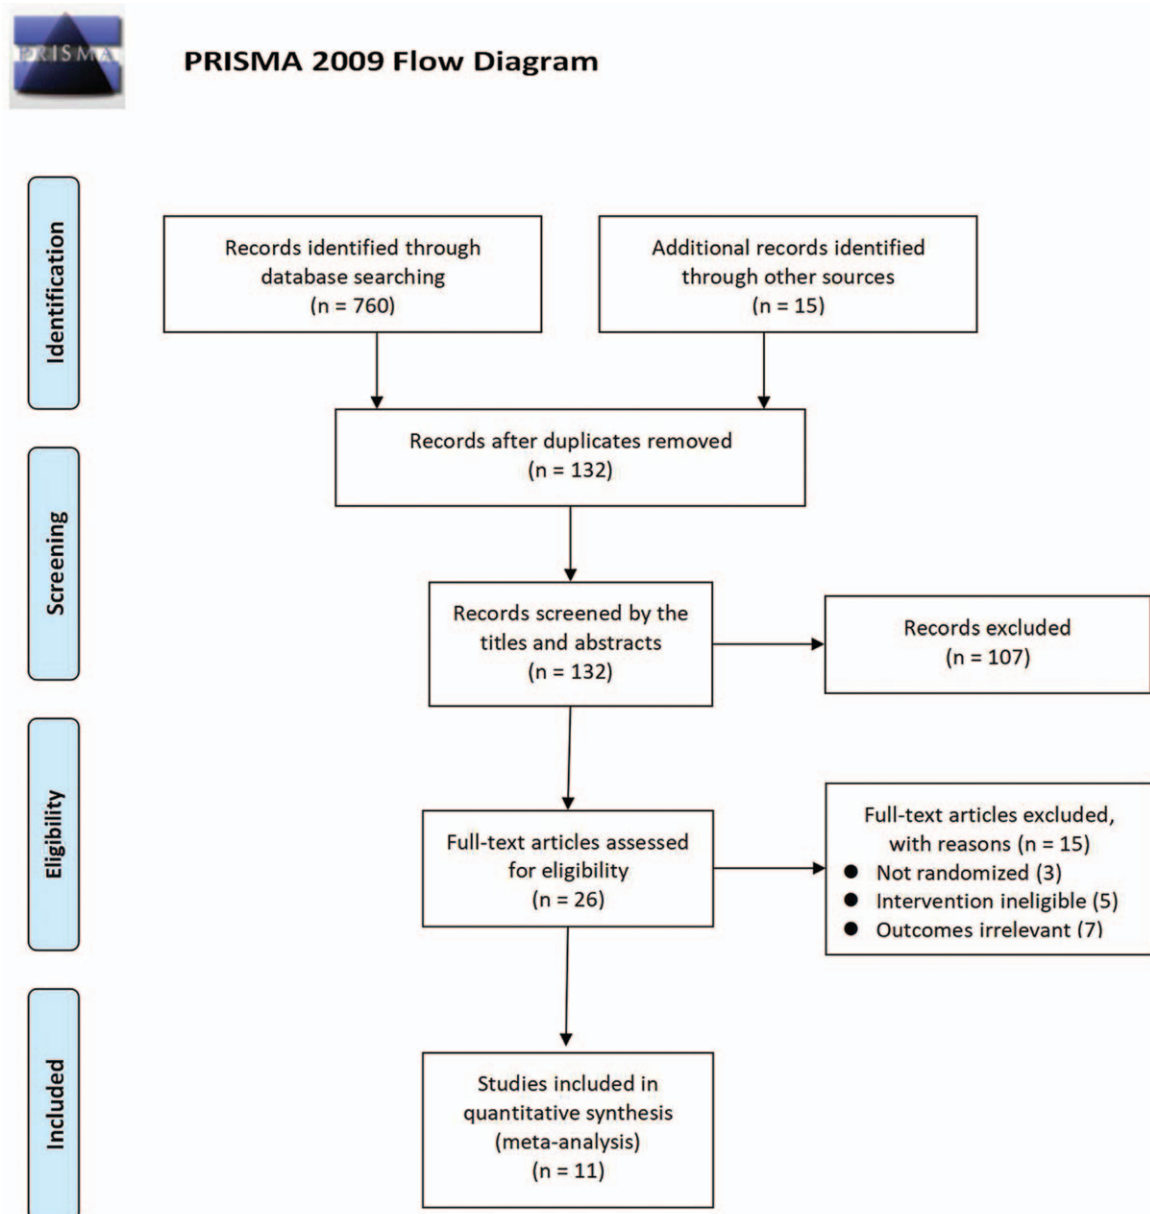 PRISMA
PRISMA 2009 Flow Diagram
Identification
Records identified through
database searching
(n = 760)
Additional records identified
through other sources
(n = 15)
Records after duplicates removed
(n = 132)
Screening
Records screened by the
titles and abstracts
(n = 132)
Records excluded
(n = 107)
Eligibility
Full-text articles assessed
for eligibility
(n = 26)
Full-text articles excluded,
with reasons (n = 15)
● Not randomized (3)
● Intervention ineligible (5)
● Outcomes irrelevant (7)
Included
Studies included in
quantitative synthesis
(meta-analysis)
(n = 11)